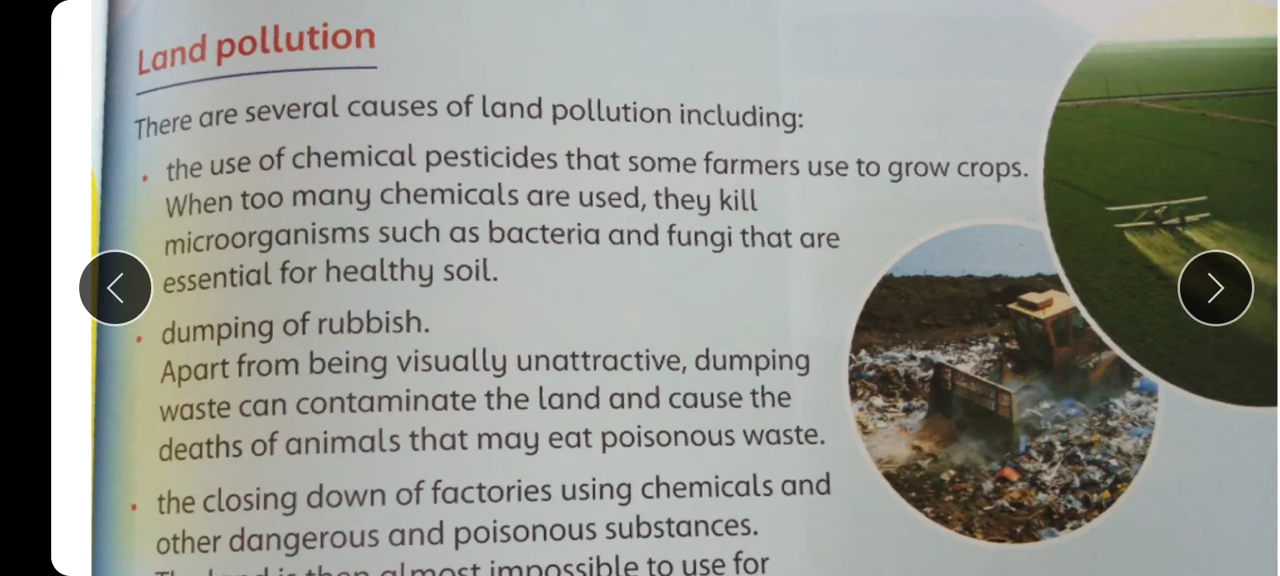 Land pollution
There are several causes of land pollution including:
• the use of chemical pesticides that some farmers use to grow crops.
When too many chemicals are used, they kill
microorganisms such as bacteria and fungi that are
essential for healthy soil.
• dumping of rubbish.
Apart from being visually unattractive, dumping
waste can contaminate the land and cause the
deaths of animals that may eat poisonous waste.
• the closing down of factories using chemicals and
other dangerous and poisonous substances.
The land is then almost impossible to use for